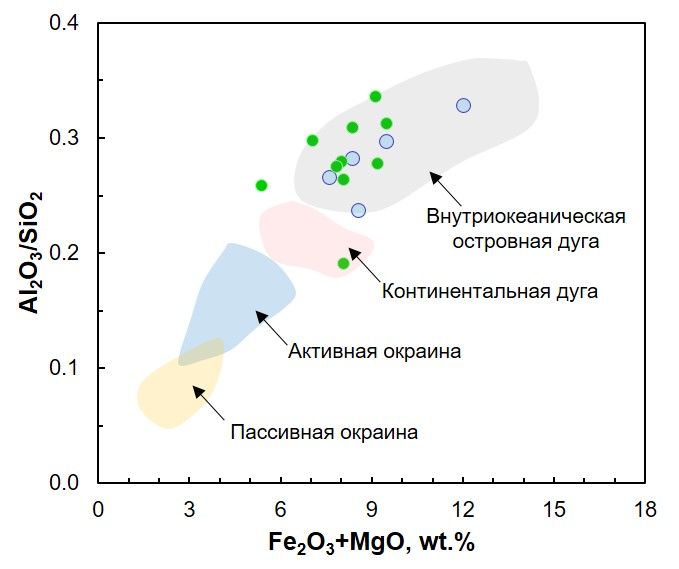 0.4
0.3
0.2
0.1
0.0
Al₂O₃/SiO₂
Внутриокеаническая
островная дуга
Континентальная дуга
Активная окраина
Пассивная окраина
0 3 6 9 12 15 18
Fe₂O₃+MgO, wt.%